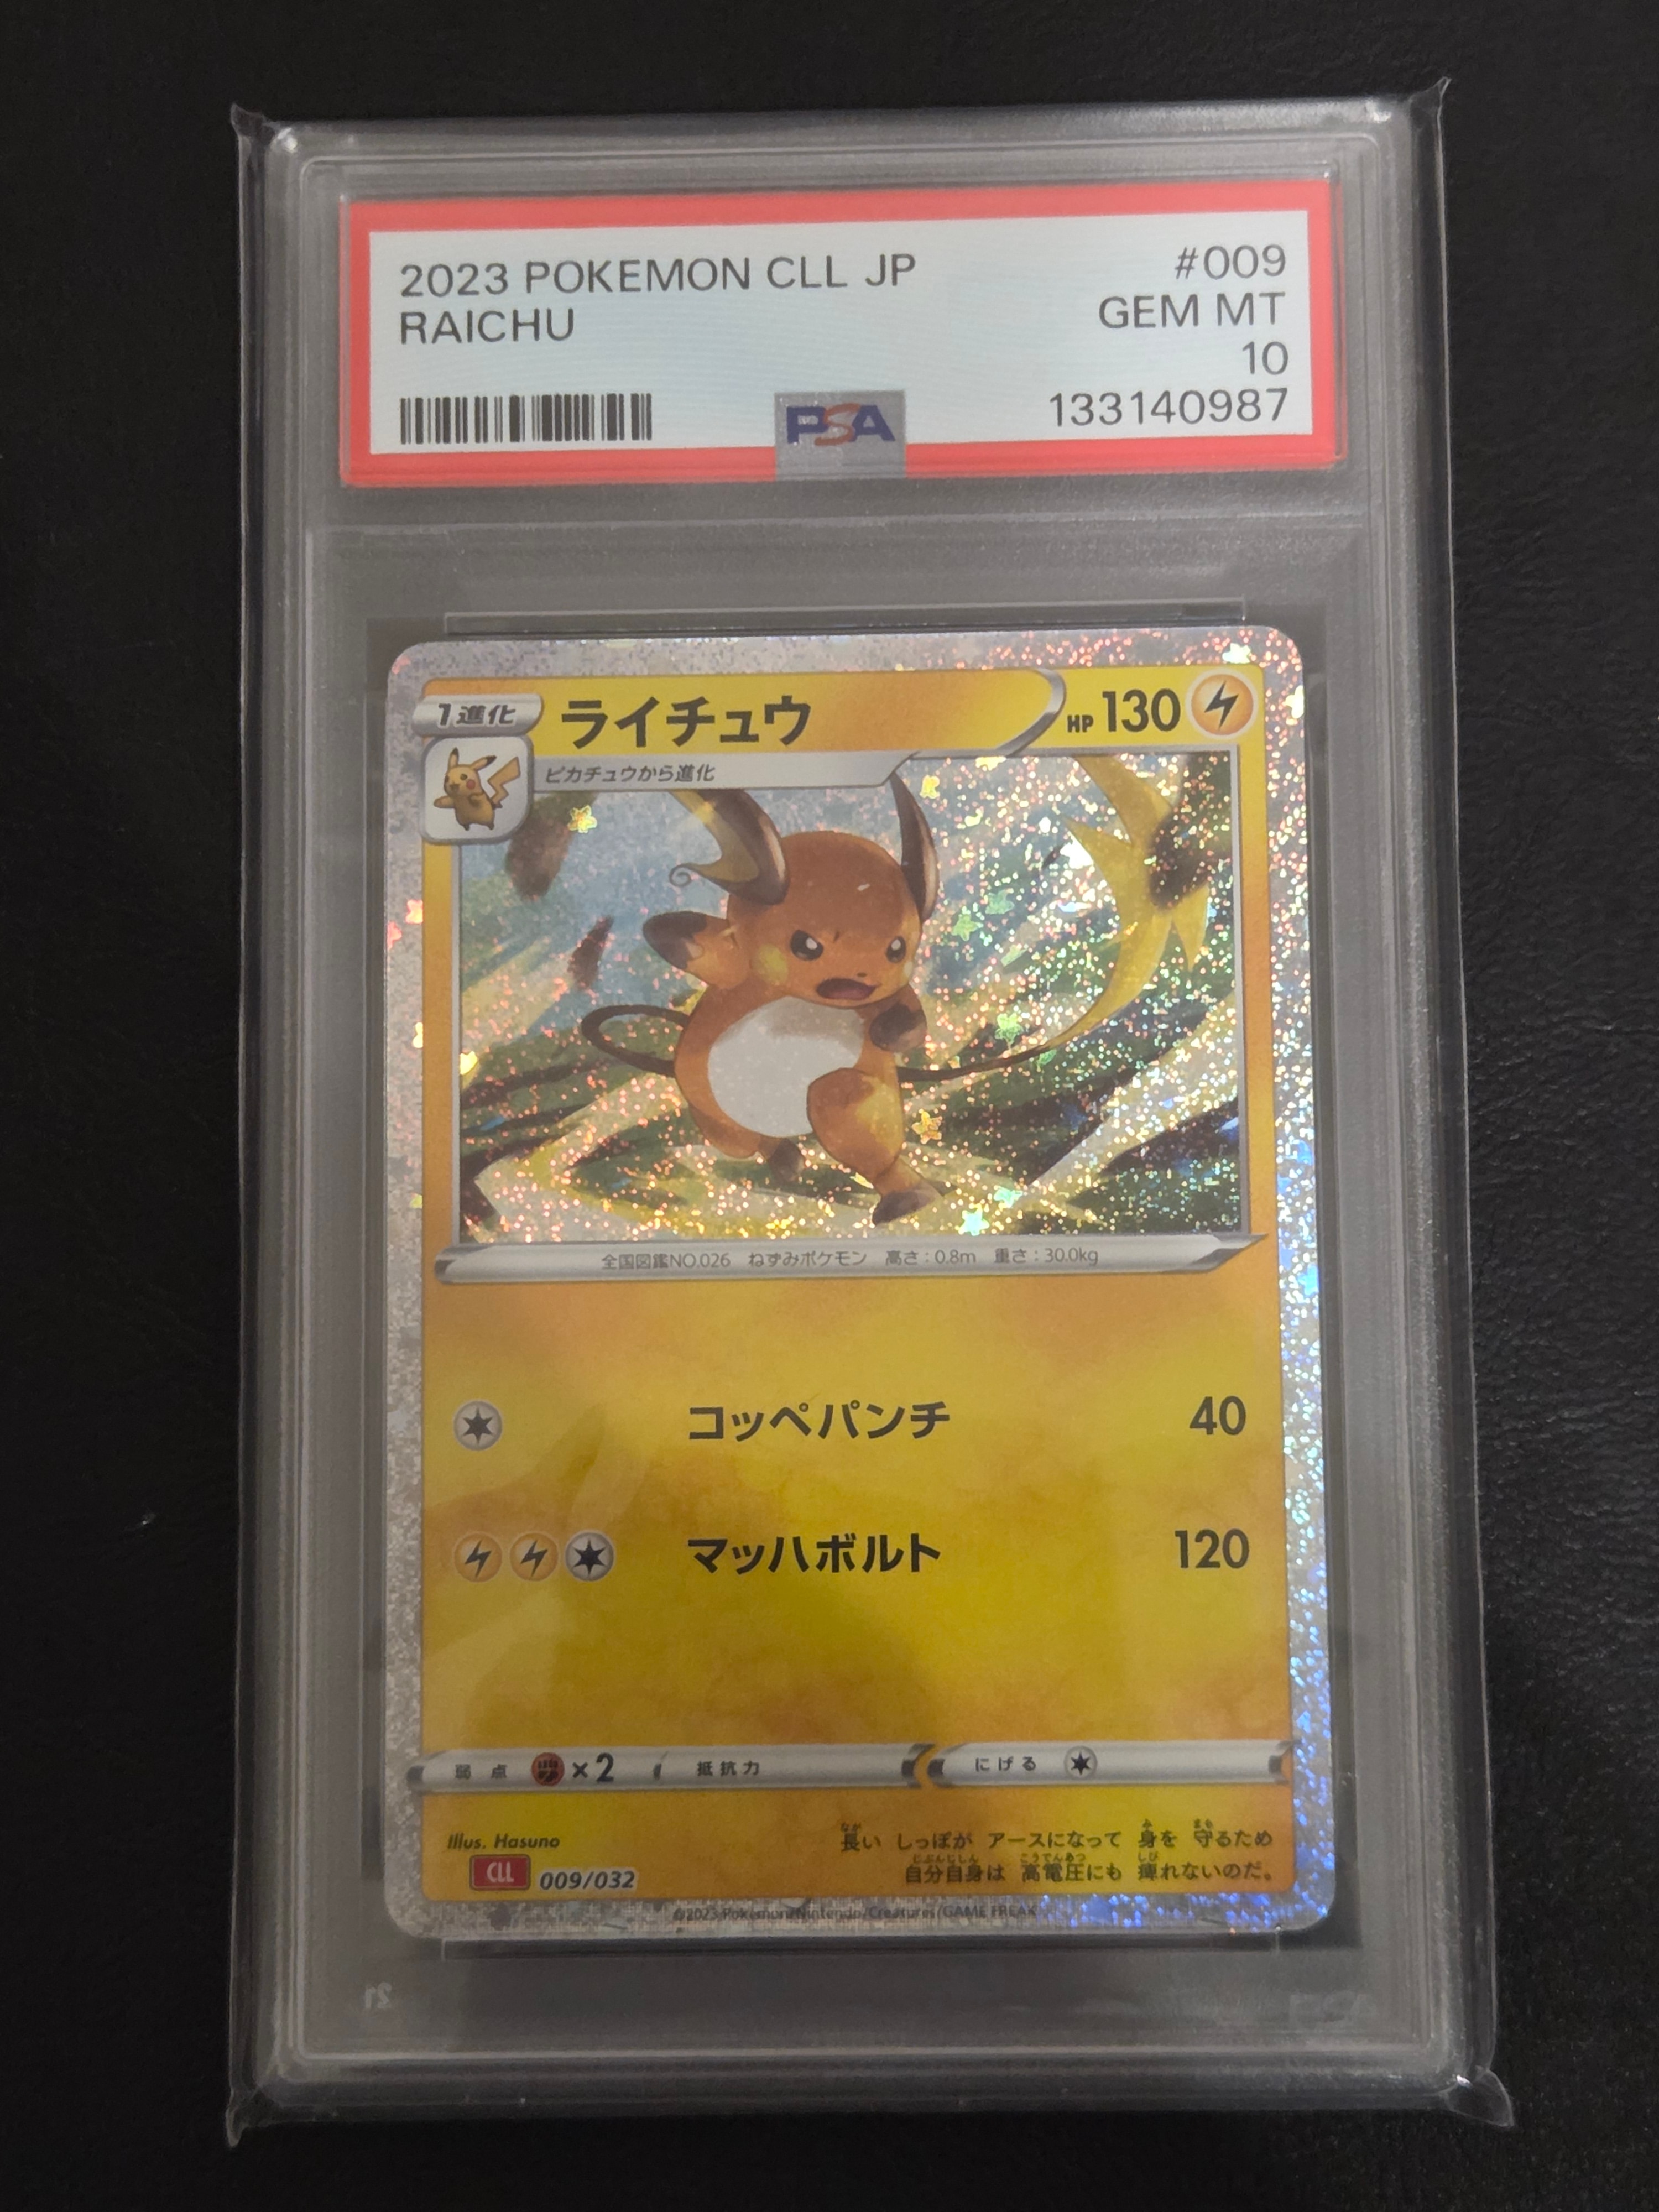 2023 POKEMON CLL JP #009
RAICHU GEM MT
10
PSA 133140987
1進化 ライチュウ HP 130
ピカチュウから進化
全国図鑑NO.026 ねずみポケモン 高さ:0.8m 重さ:30.0kg
コッペパンチ 40
マッハボルト 120
弱点 ×2 抵抗力 にげる
Illus. Hasuno
長い しっぽが アースになって 身を 守るため
自分自身は 高電圧にも 痺れないのだ。
CLL 009/032
©2023 Pokémon/Nintendo/Creatures/GAME FREAK